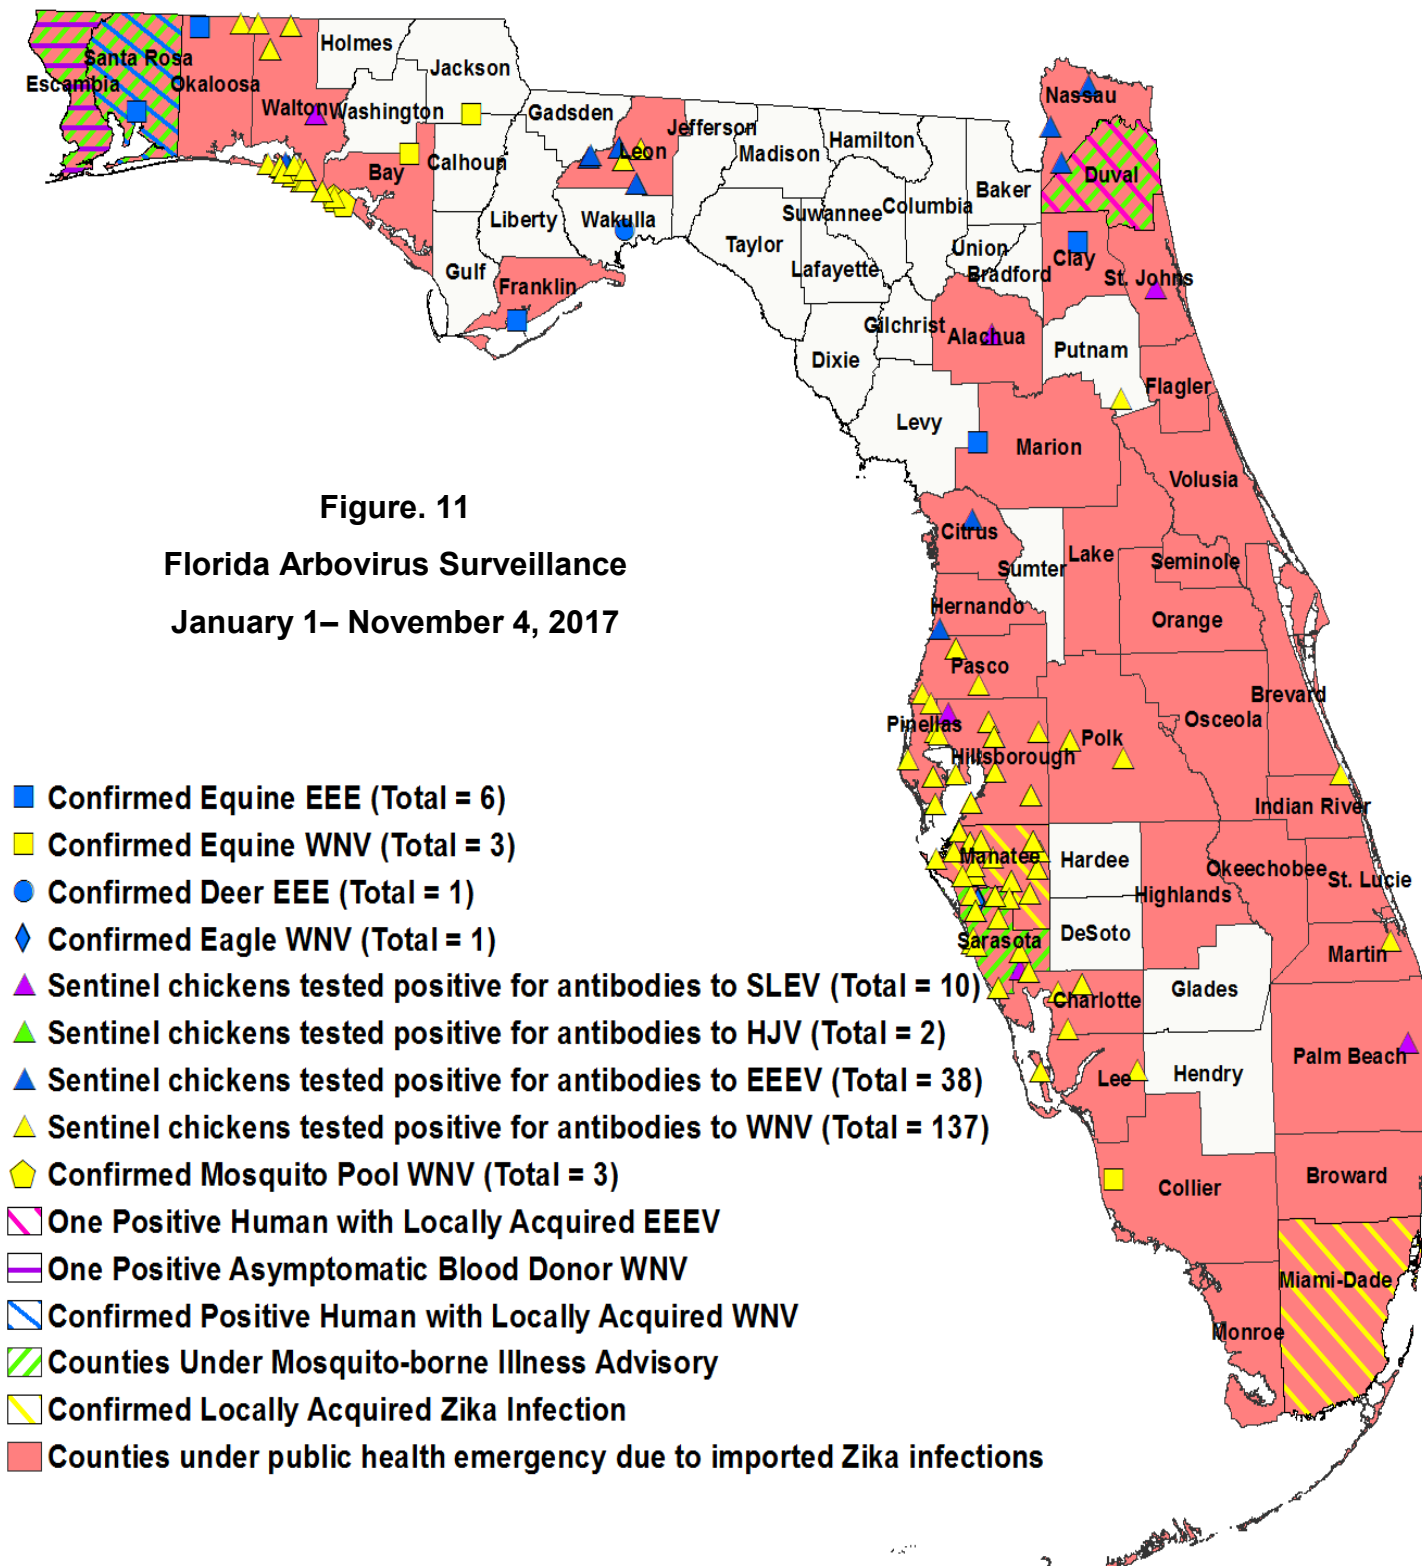 Holmes
Jackson
Santa Rosa
Escambia
Okaloosa
Walton
Washington
Gadsden
Jefferson
Leon
Madison
Hamilton
Nassau
Duval
Calhoun
Bay
Baker
Liberty
Wakulla
Suwannee
Columbia
Taylor
Union
Lafayette
Bradford
Clay
St. Johns
Gulf
Franklin
Gilchrist
Alachua
Putnam
Dixie
Flagler
Levy
Marion
Volusia
Figure. 11
Florida Arbovirus Surveillance
January 1– November 4, 2017
Citrus
Sumter
Lake
Seminole
Hernando
Orange
Pasco
Brevard
Pinellas
Osceola
Polk
Hillsborough
Indian River
Manatee
Hardee
Okeechobee
Highlands
St. Lucie
Sarasota
DeSoto
Martin
Charlotte
Glades
Palm Beach
Lee
Hendry
Collier
Broward
Miami-Dade
Monroe
Confirmed Equine EEE (Total = 6)
Confirmed Equine WNV (Total = 3)
Confirmed Deer EEE (Total = 1)
Confirmed Eagle WNV (Total = 1)
Sentinel chickens tested positive for antibodies to SLEV (Total = 10)
Sentinel chickens tested positive for antibodies to HJV (Total = 2)
Sentinel chickens tested positive for antibodies to EEEV (Total = 38)
Sentinel chickens tested positive for antibodies to WNV (Total = 137)
Confirmed Mosquito Pool WNV (Total = 3)
One Positive Human with Locally Acquired EEEV
One Positive Asymptomatic Blood Donor WNV
Confirmed Positive Human with Locally Acquired WNV
Counties Under Mosquito-borne Illness Advisory
Confirmed Locally Acquired Zika Infection
Counties under public health emergency due to imported Zika infections